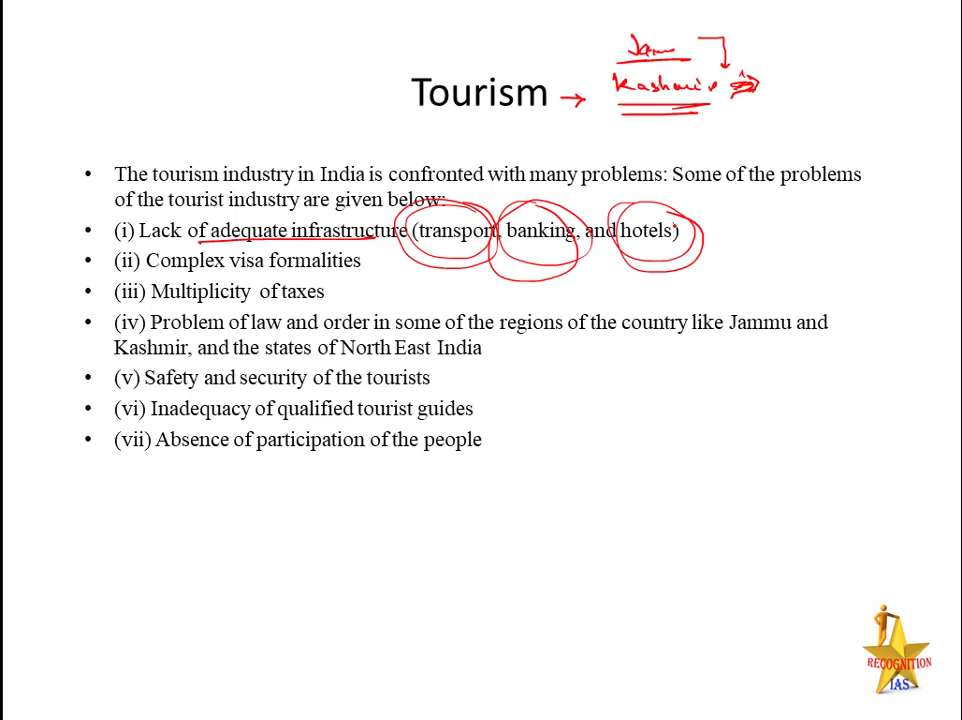 Jam
Tourism → Kashmir
• The tourism industry in India is confronted with many problems: Some of the problems
of the tourist industry are given below:
• (i) Lack of adequate infrastructure (transport, banking, and hotels)
• (ii) Complex visa formalities
• (iii) Multiplicity of taxes
• (iv) Problem of law and order in some of the regions of the country like Jammu and
Kashmir, and the states of North East India
• (v) Safety and security of the tourists
• (vi) Inadequacy of qualified tourist guides
• (vii) Absence of participation of the people
RECOGNITION
IAS